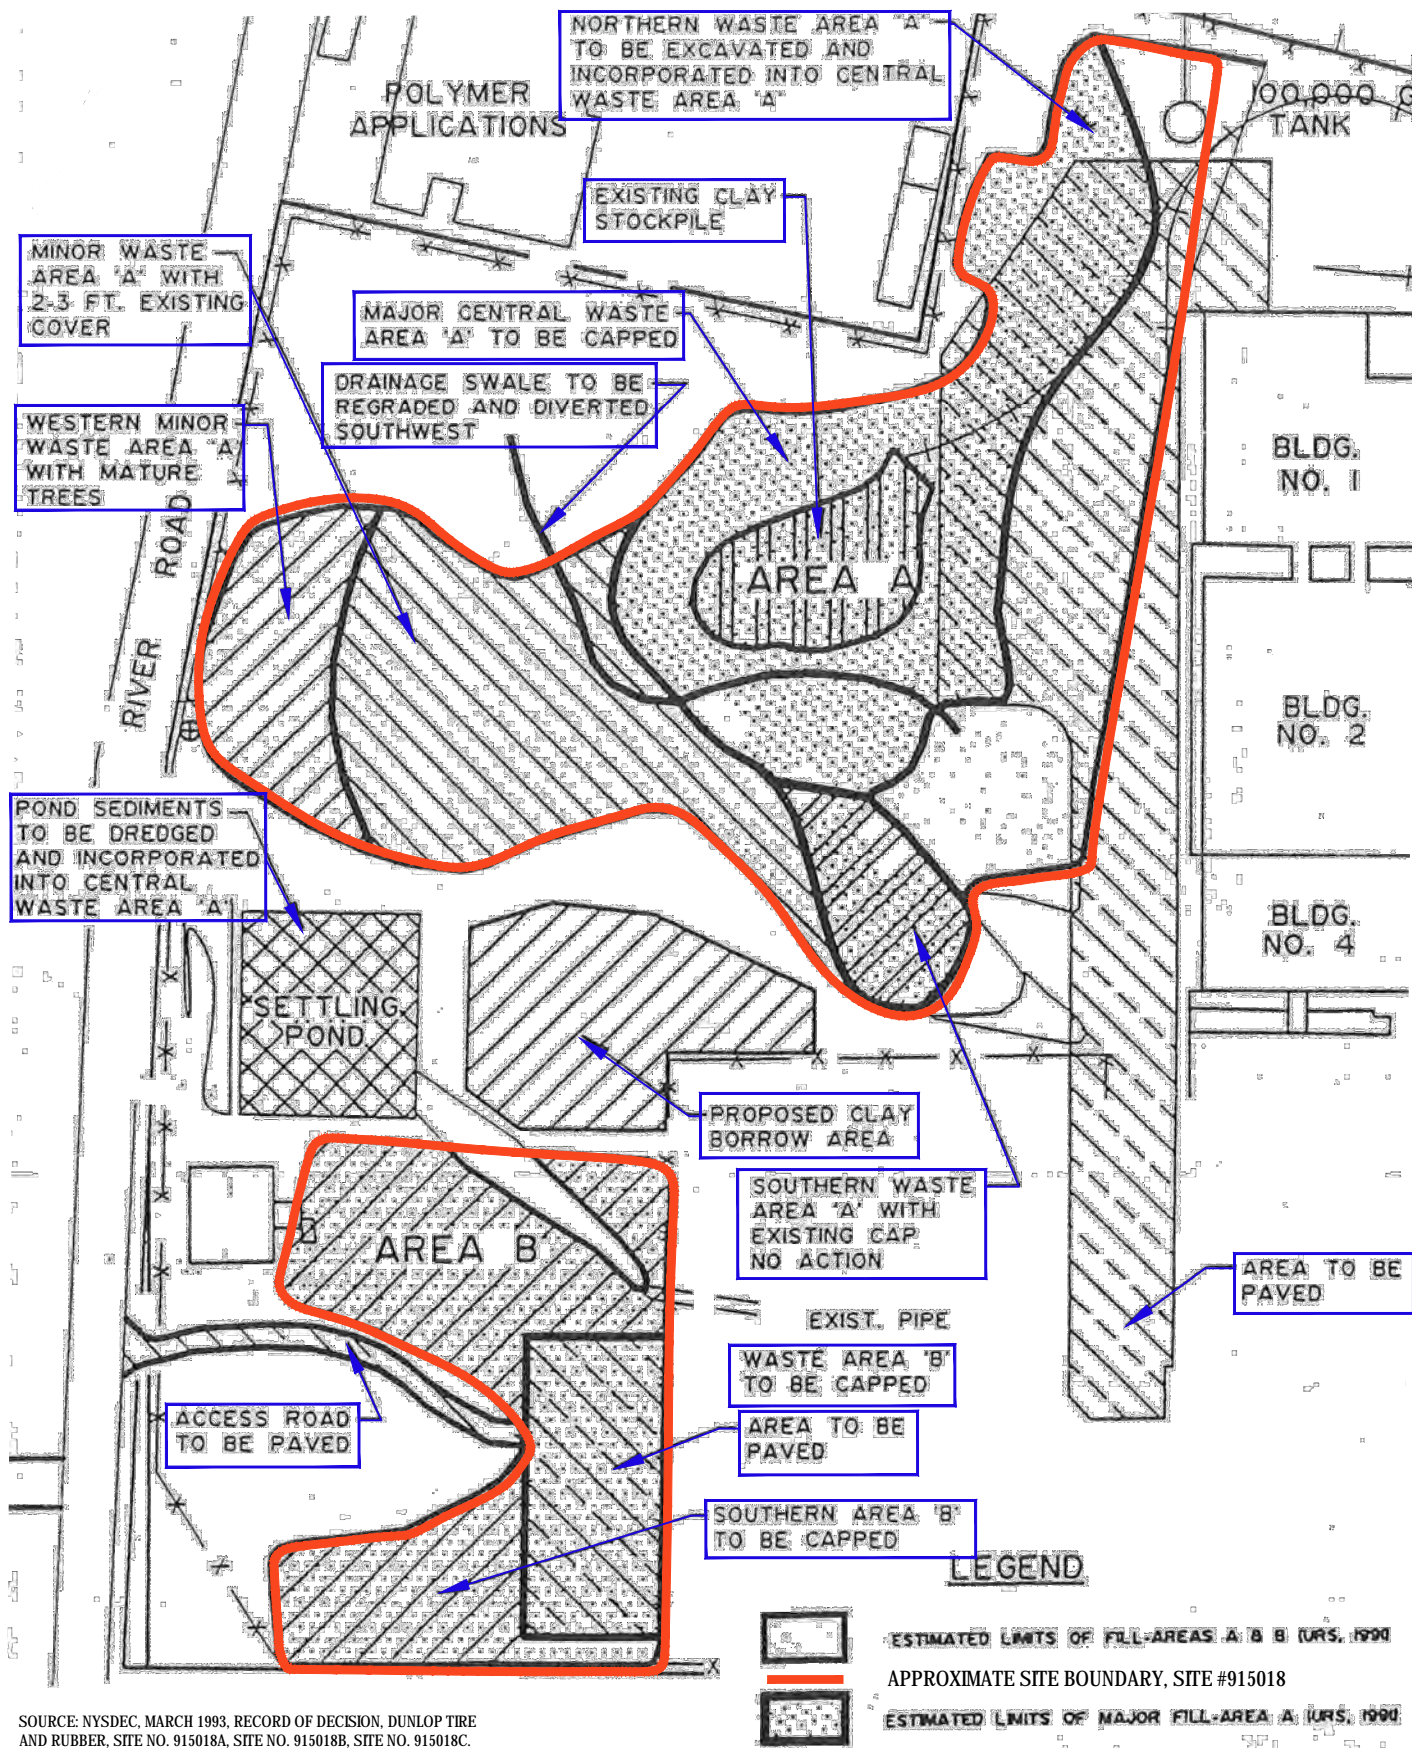 NORTHERN WASTE AREA "A"
TO BE EXCAVATED AND
INCORPORATED INTO CENTRAL
WASTE AREA "A"
POLYMER
APPLICATIONS
TANK
EXISTING CLAY
STOCKPILE
MINOR WASTE
AREA "A" WITH
2-3 FT. EXISTING
COVER
MAJOR CENTRAL WASTE
AREA "A" TO BE CAPPED
DRAINAGE SWALE TO BE
REGRADED AND DIVERTED
SOUTHWEST
WESTERN MINOR
WASTE AREA "A"
WITH MATURE
TREES
RIVER ROAD
AREA A
BLDG.
NO. 1
BLDG.
NO. 2
BLDG.
NO. 4
POND SEDIMENTS
TO BE DREDGED
AND INCORPORATED
INTO CENTRAL
WASTE AREA "A"
SETTLING
POND
PROPOSED CLAY
BORROW AREA
SOUTHERN WASTE
AREA "A" WITH
EXISTING CAP
NO ACTION
AREA B
AREA TO BE
PAVED
EXIST. PIPE
WASTE AREA "B"
TO BE CAPPED
ACCESS ROAD
TO BE PAVED
AREA TO BE
PAVED
SOUTHERN AREA "B"
TO BE CAPPED
LEGEND
ESTIMATED LIMITS OF FILL-AREAS A & B (URS, 1990)
APPROXIMATE SITE BOUNDARY, SITE #915018
ESTIMATED LIMITS OF MAJOR FILL-AREA A (URS, 1990)
SOURCE: NYSDEC, MARCH 1993, RECORD OF DECISION, DUNLOP TIRE
AND RUBBER, SITE NO. 915018A, SITE NO. 915018B, SITE NO. 915018C.